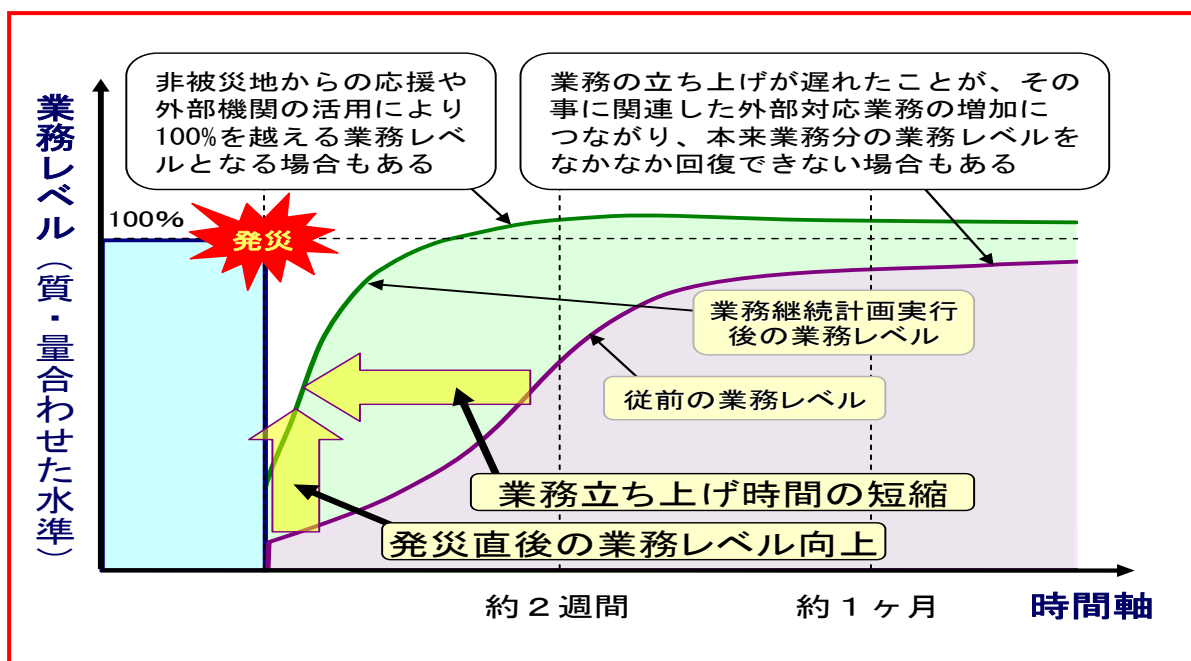 非被災地からの応援や
外部機関の活用により
100%を越える業務レベ
ルとなる場合もある
業務の立ち上げが遅れたことが、その
事に関連した外部対応業務の増加に
つながり、本来業務分の業務レベルを
なかなか回復できない場合もある
業務レベル（質・量合わせた水準）
100%
発災
業務継続計画実行
後の業務レベル
従前の業務レベル
業務立ち上げ時間の短縮
発災直後の業務レベル向上
約２週間
約１ヶ月
時間軸